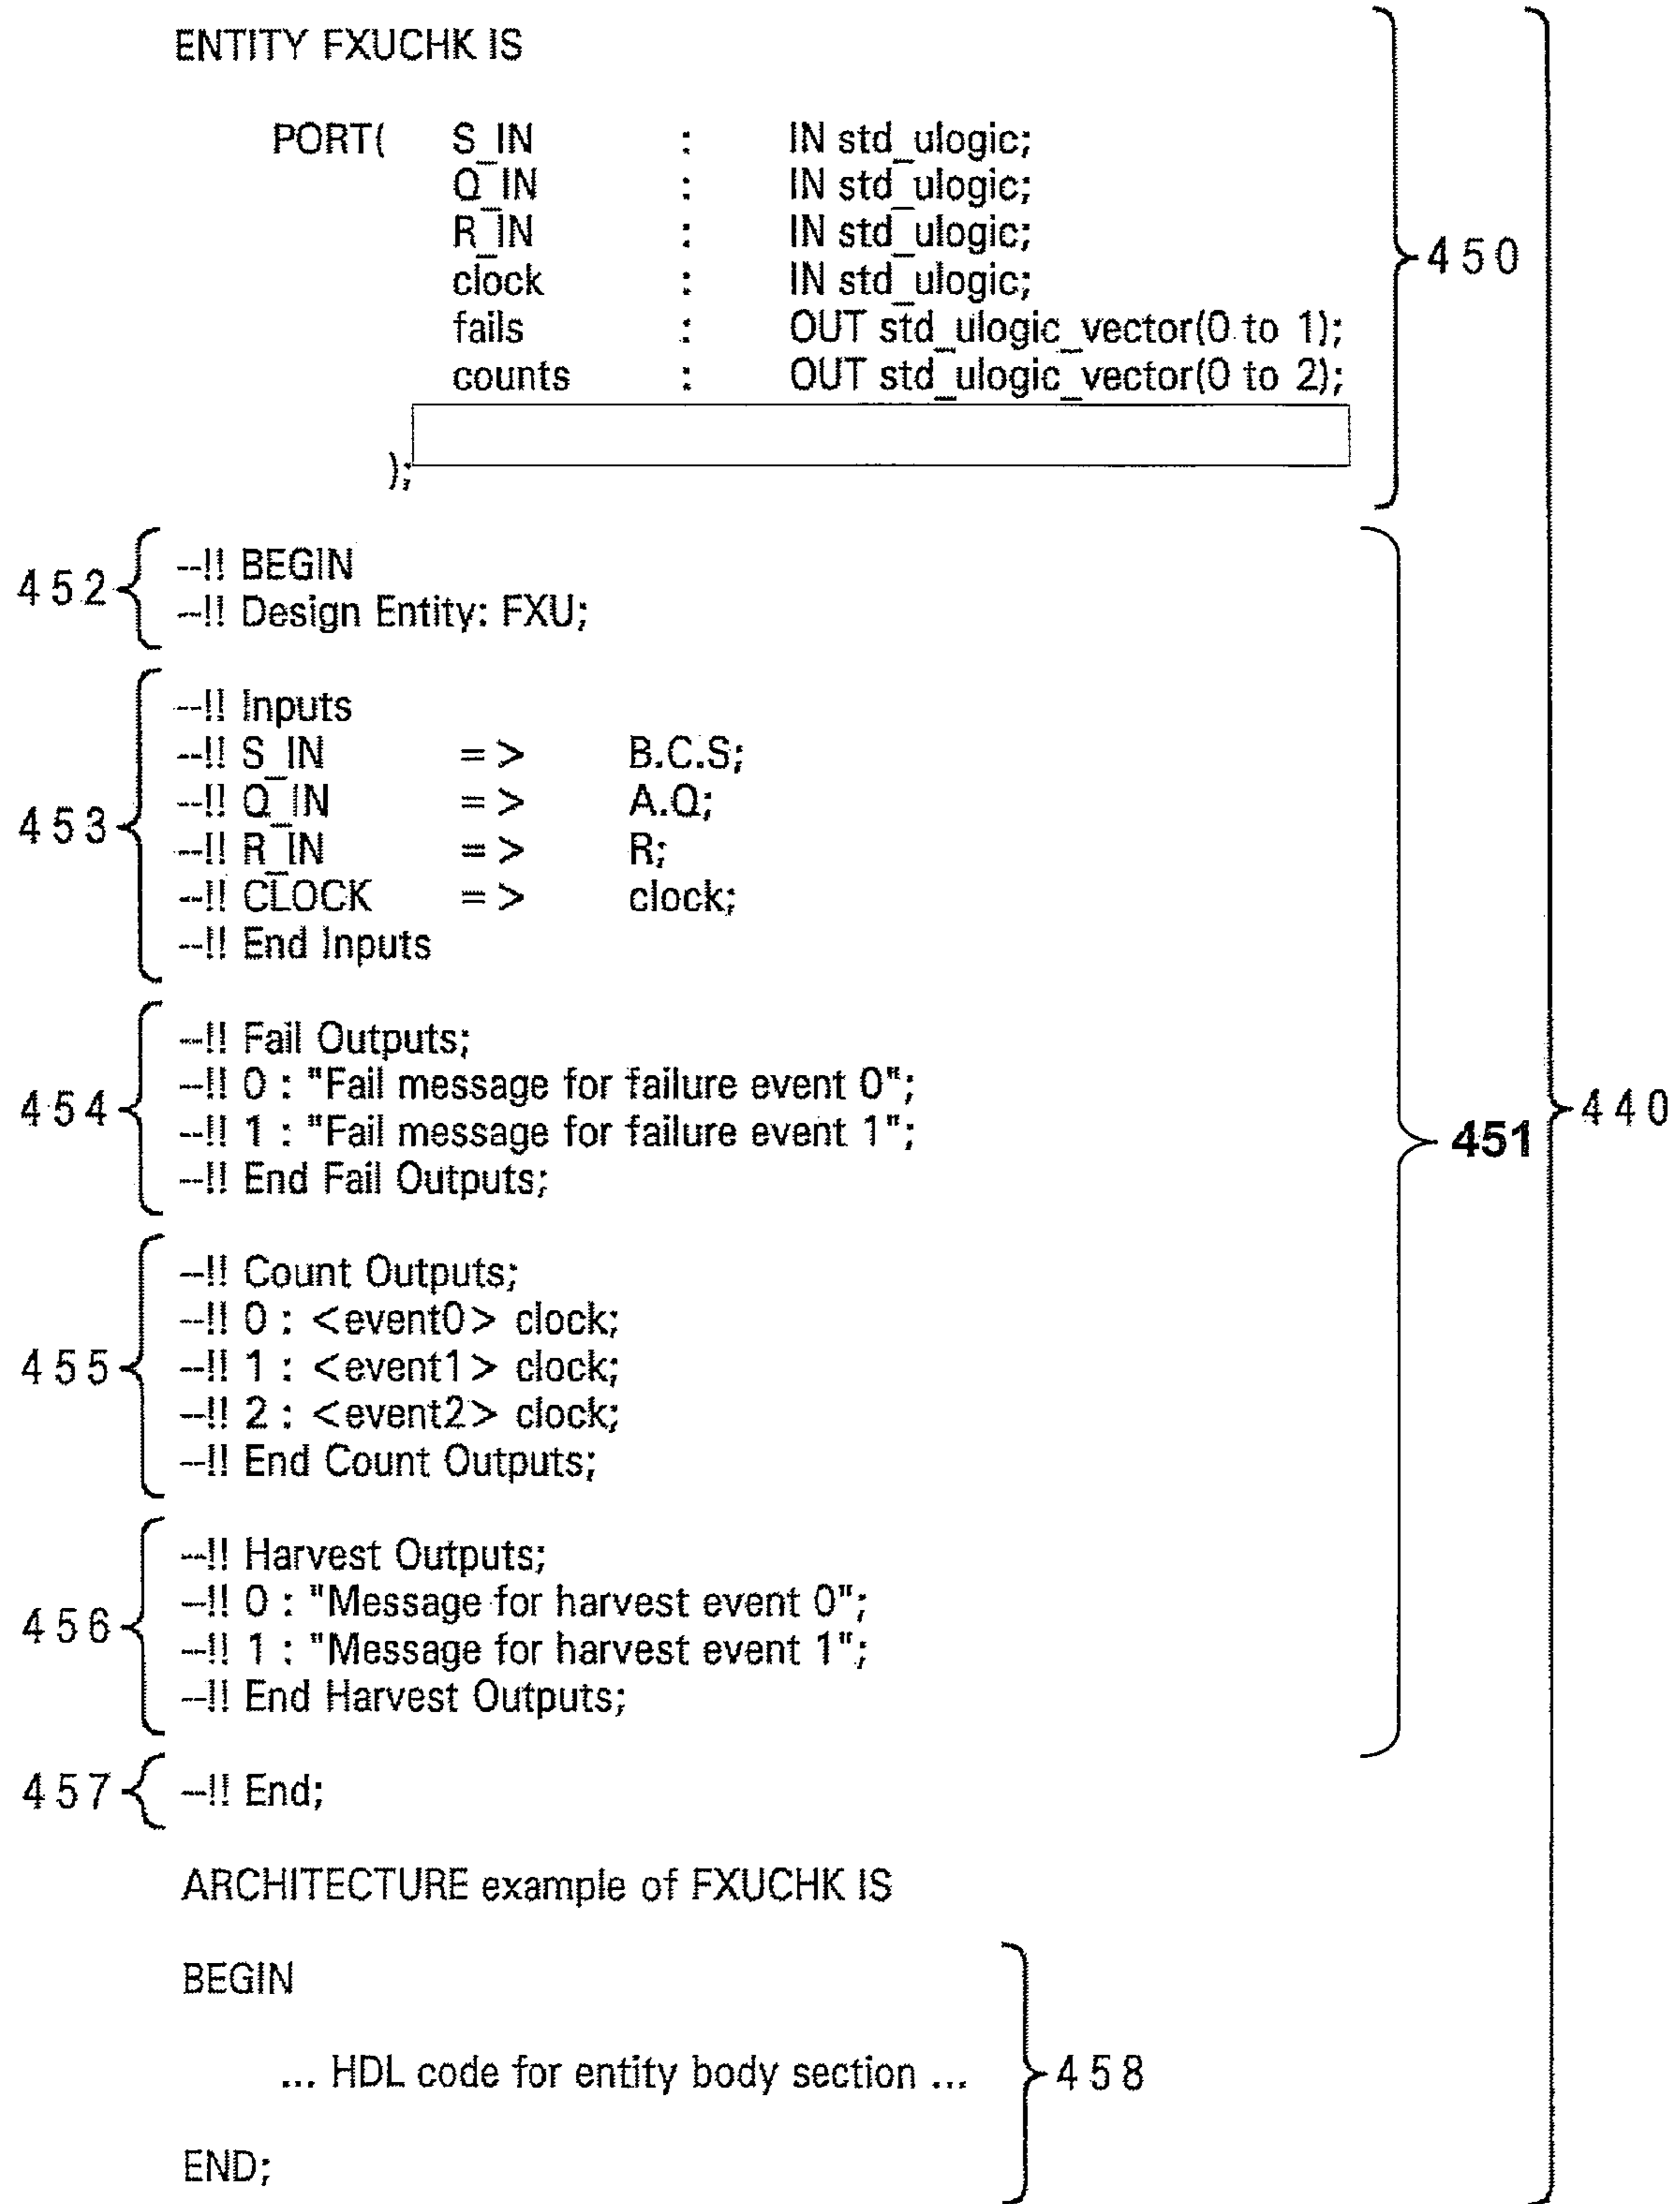 ENTITY FXUCHK IS
PORT( S_IN : IN std_ulogic;
Q_IN : IN std_ulogic;
R_IN : IN std_ulogic;
clock : IN std_ulogic;
fails : OUT std_ulogic_vector(0 to 1);
counts : OUT std_ulogic_vector(0 to 2);
);
450
--!! BEGIN
--!! Design Entity: FXU;
452
--!! Inputs
--!! S_IN => B.C.S;
--!! Q_IN => A.Q;
--!! R_IN => R;
--!! CLOCK => clock;
--!! End Inputs
453
--!! Fail Outputs;
--!! 0 : "Fail message for failure event 0";
--!! 1 : "Fail message for failure event 1";
--!! End Fail Outputs;
454
451
440
--!! Count Outputs;
--!! 0 : <event0> clock;
--!! 1 : <event1> clock;
--!! 2 : <event2> clock;
--!! End Count Outputs;
455
--!! Harvest Outputs;
--!! 0 : "Message for harvest event 0";
--!! 1 : "Message for harvest event 1";
--!! End Harvest Outputs;
456
457
--!! End;
ARCHITECTURE example of FXUCHK IS
BEGIN
... HDL code for entity body section ...
458
END;